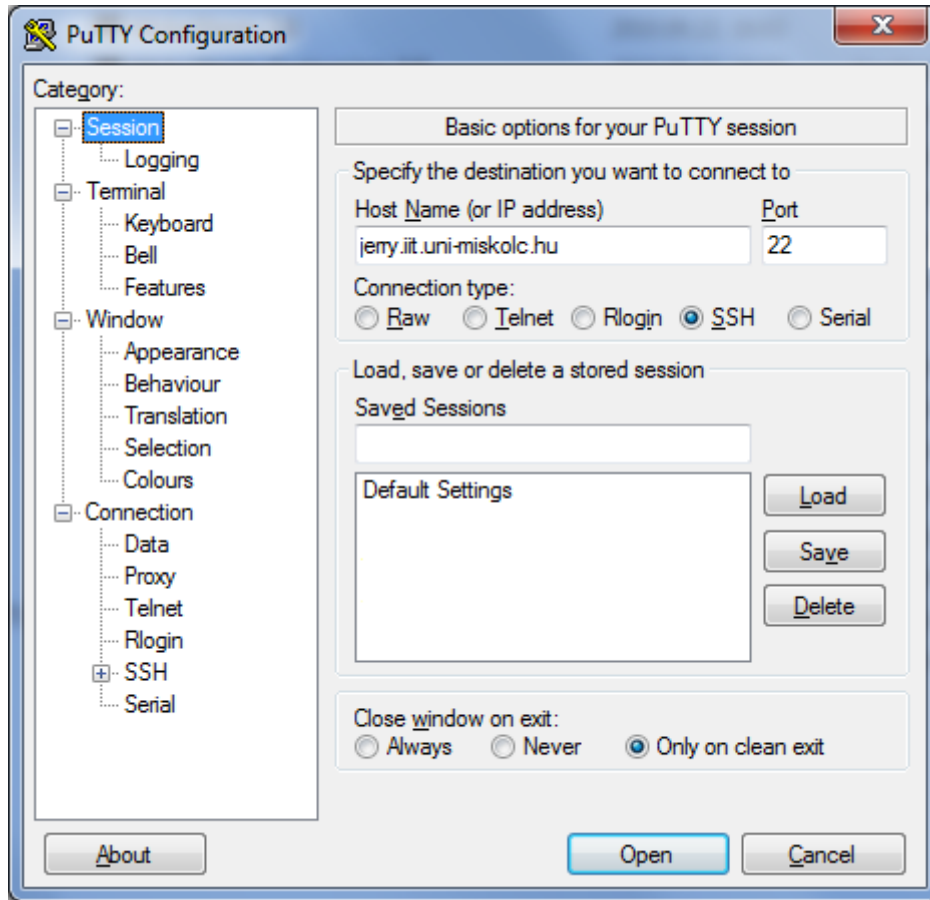 PuTTY Configuration
Category:
Session
Logging
Terminal
Keyboard
Bell
Features
Window
Appearance
Behaviour
Translation
Selection
Colours
Connection
Data
Proxy
Telnet
Rlogin
SSH
Serial
Basic options for your PuTTY session
Specify the destination you want to connect to
Host Name (or IP address) Port
jerry.iit.uni-miskolc.hu 22
Connection type:
Raw Telnet Rlogin SSH Serial
Load, save or delete a stored session
Saved Sessions
Default Settings
Load
Save
Delete
Close window on exit:
Always Never Only on clean exit
About Open Cancel